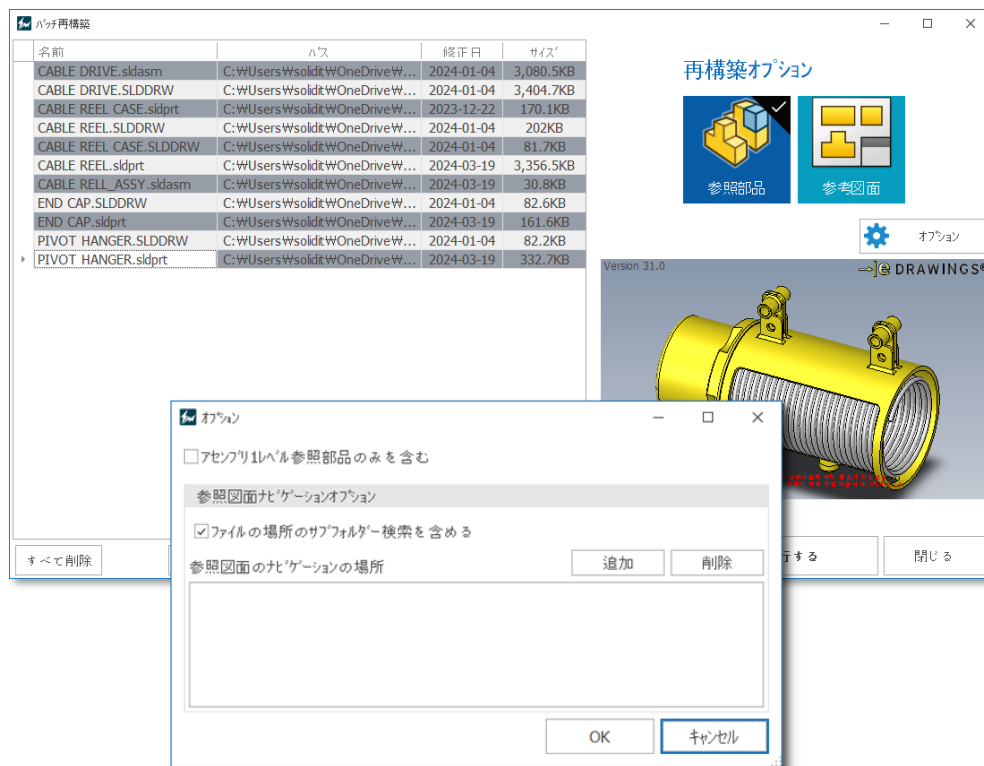 バッチ再構築
名前 パス 修正日 サイズ
CABLE DRIVE.sldasm C:₩Users₩solidit₩OneDrive₩... 2024-01-04 3,080.5KB
CABLE DRIVE.SLDDRW C:₩Users₩solidit₩OneDrive₩... 2024-01-04 3,404.7KB
CABLE REEL CASE.sldprt C:₩Users₩solidit₩OneDrive₩... 2023-12-22 170.1KB
CABLE REEL.SLDDRW C:₩Users₩solidit₩OneDrive₩... 2024-01-04 202KB
CABLE REEL CASE.SLDDRW C:₩Users₩solidit₩OneDrive₩... 2024-01-04 81.7KB
CABLE REEL.sldprt C:₩Users₩solidit₩OneDrive₩... 2024-03-19 3,356.5KB
CABLE RELL_ASSY.sldasm C:₩Users₩solidit₩OneDrive₩... 2024-03-19 30.8KB
END CAP.SLDDRW C:₩Users₩solidit₩OneDrive₩... 2024-01-04 82.6KB
END CAP.sldprt C:₩Users₩solidit₩OneDrive₩... 2024-03-19 161.6KB
PIVOT HANGER.SLDDRW C:₩Users₩solidit₩OneDrive₩... 2024-01-04 82.2KB
PIVOT HANGER.sldprt C:₩Users₩solidit₩OneDrive₩... 2024-03-19 332.7KB
再構築オプション
参照部品 参考図面
オプション
Version 31.0 eDRAWINGS®
オプション
アセンブリ1レベル参照部品のみを含む
参照図面ナビゲーションオプション
ファイルの場所のサブフォルダー検索を含める
参照図面のナビゲーションの場所 追加 削除
OK キャンセル
すべて削除 行する 閉じる